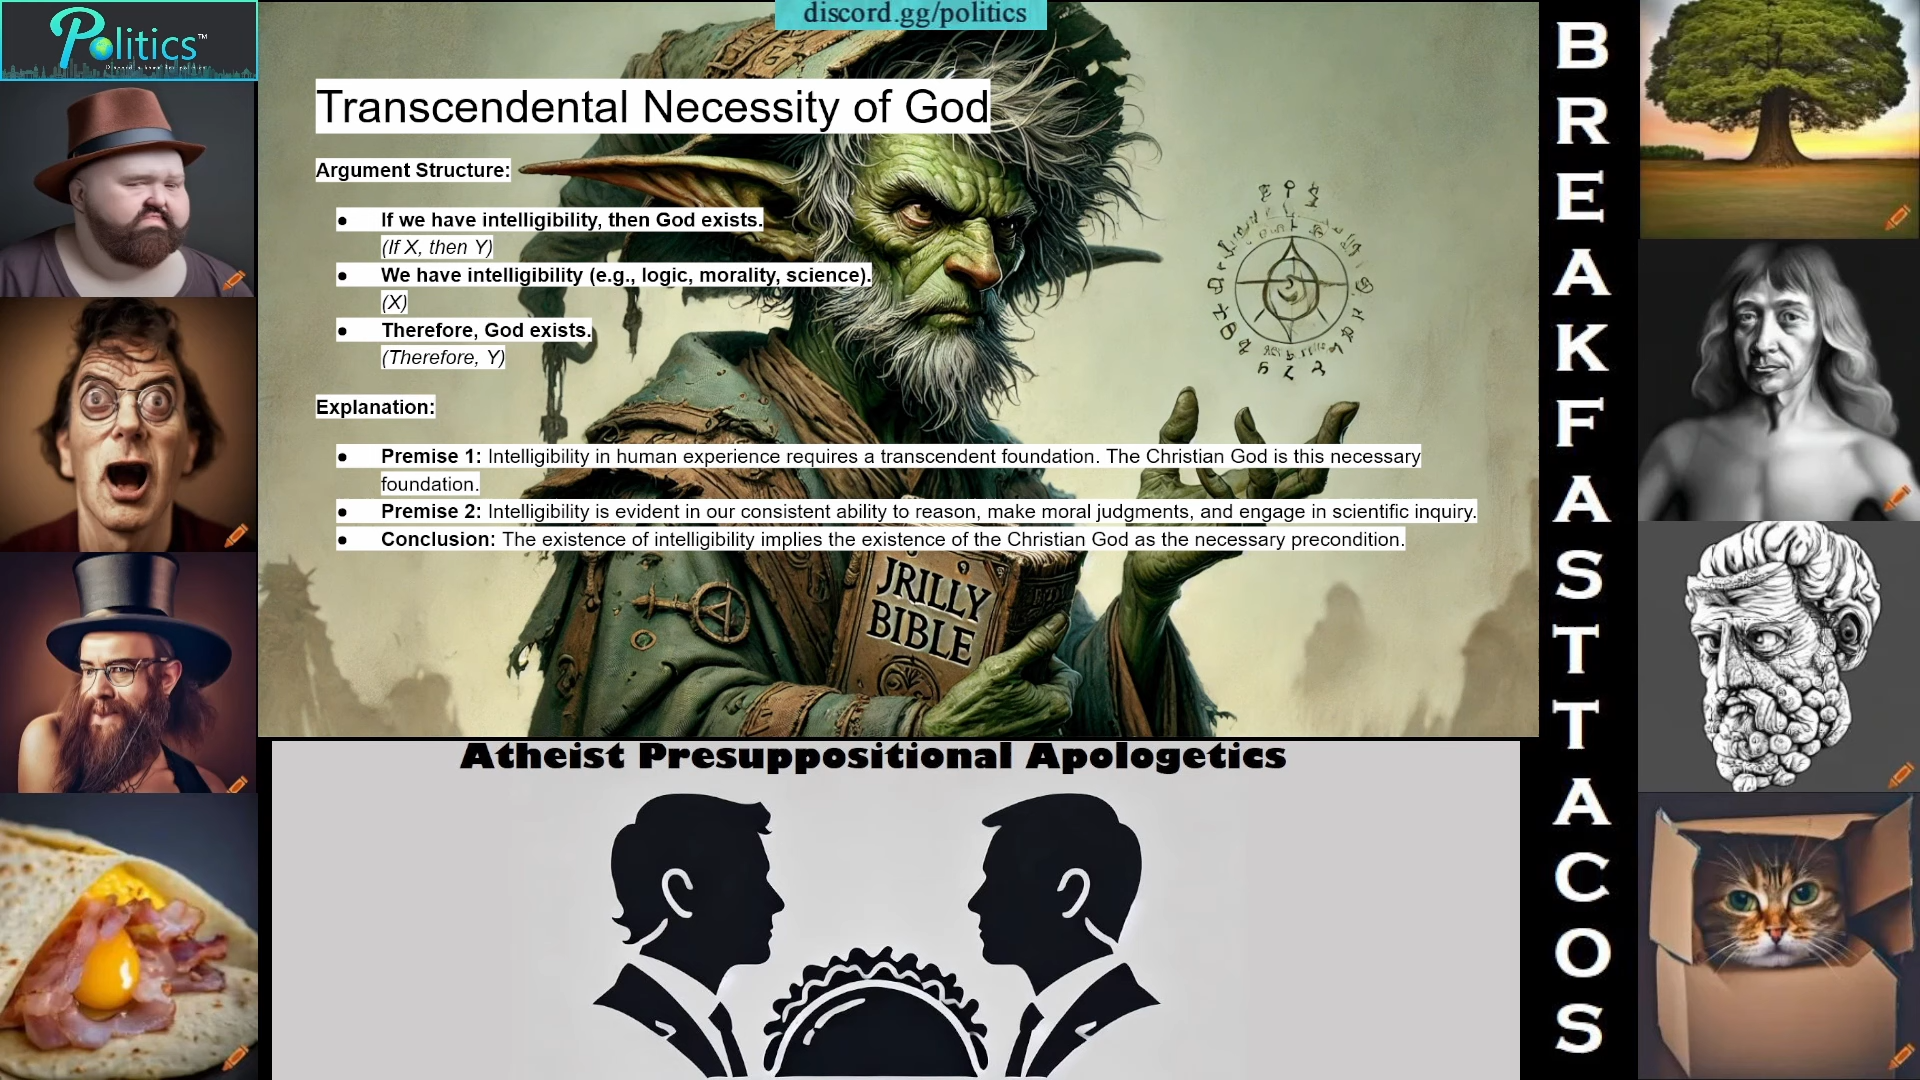 discord.gg/politics
Politics™
Transcendental Necessity of God
Argument Structure:
● If we have intelligibility, then God exists.
(If X, then Y)
● We have intelligibility (e.g., logic, morality, science).
(X)
● Therefore, God exists.
(Therefore, Y)
Explanation:
● Premise 1: Intelligibility in human experience requires a transcendent foundation. The Christian God is this necessary
foundation.
● Premise 2: Intelligibility is evident in our consistent ability to reason, make moral judgments, and engage in scientific inquiry.
● Conclusion: The existence of intelligibility implies the existence of the Christian God as the necessary precondition.
JRILLY
BIBLE
Atheist Presuppositional Apologetics
BREAKFASTTACOS